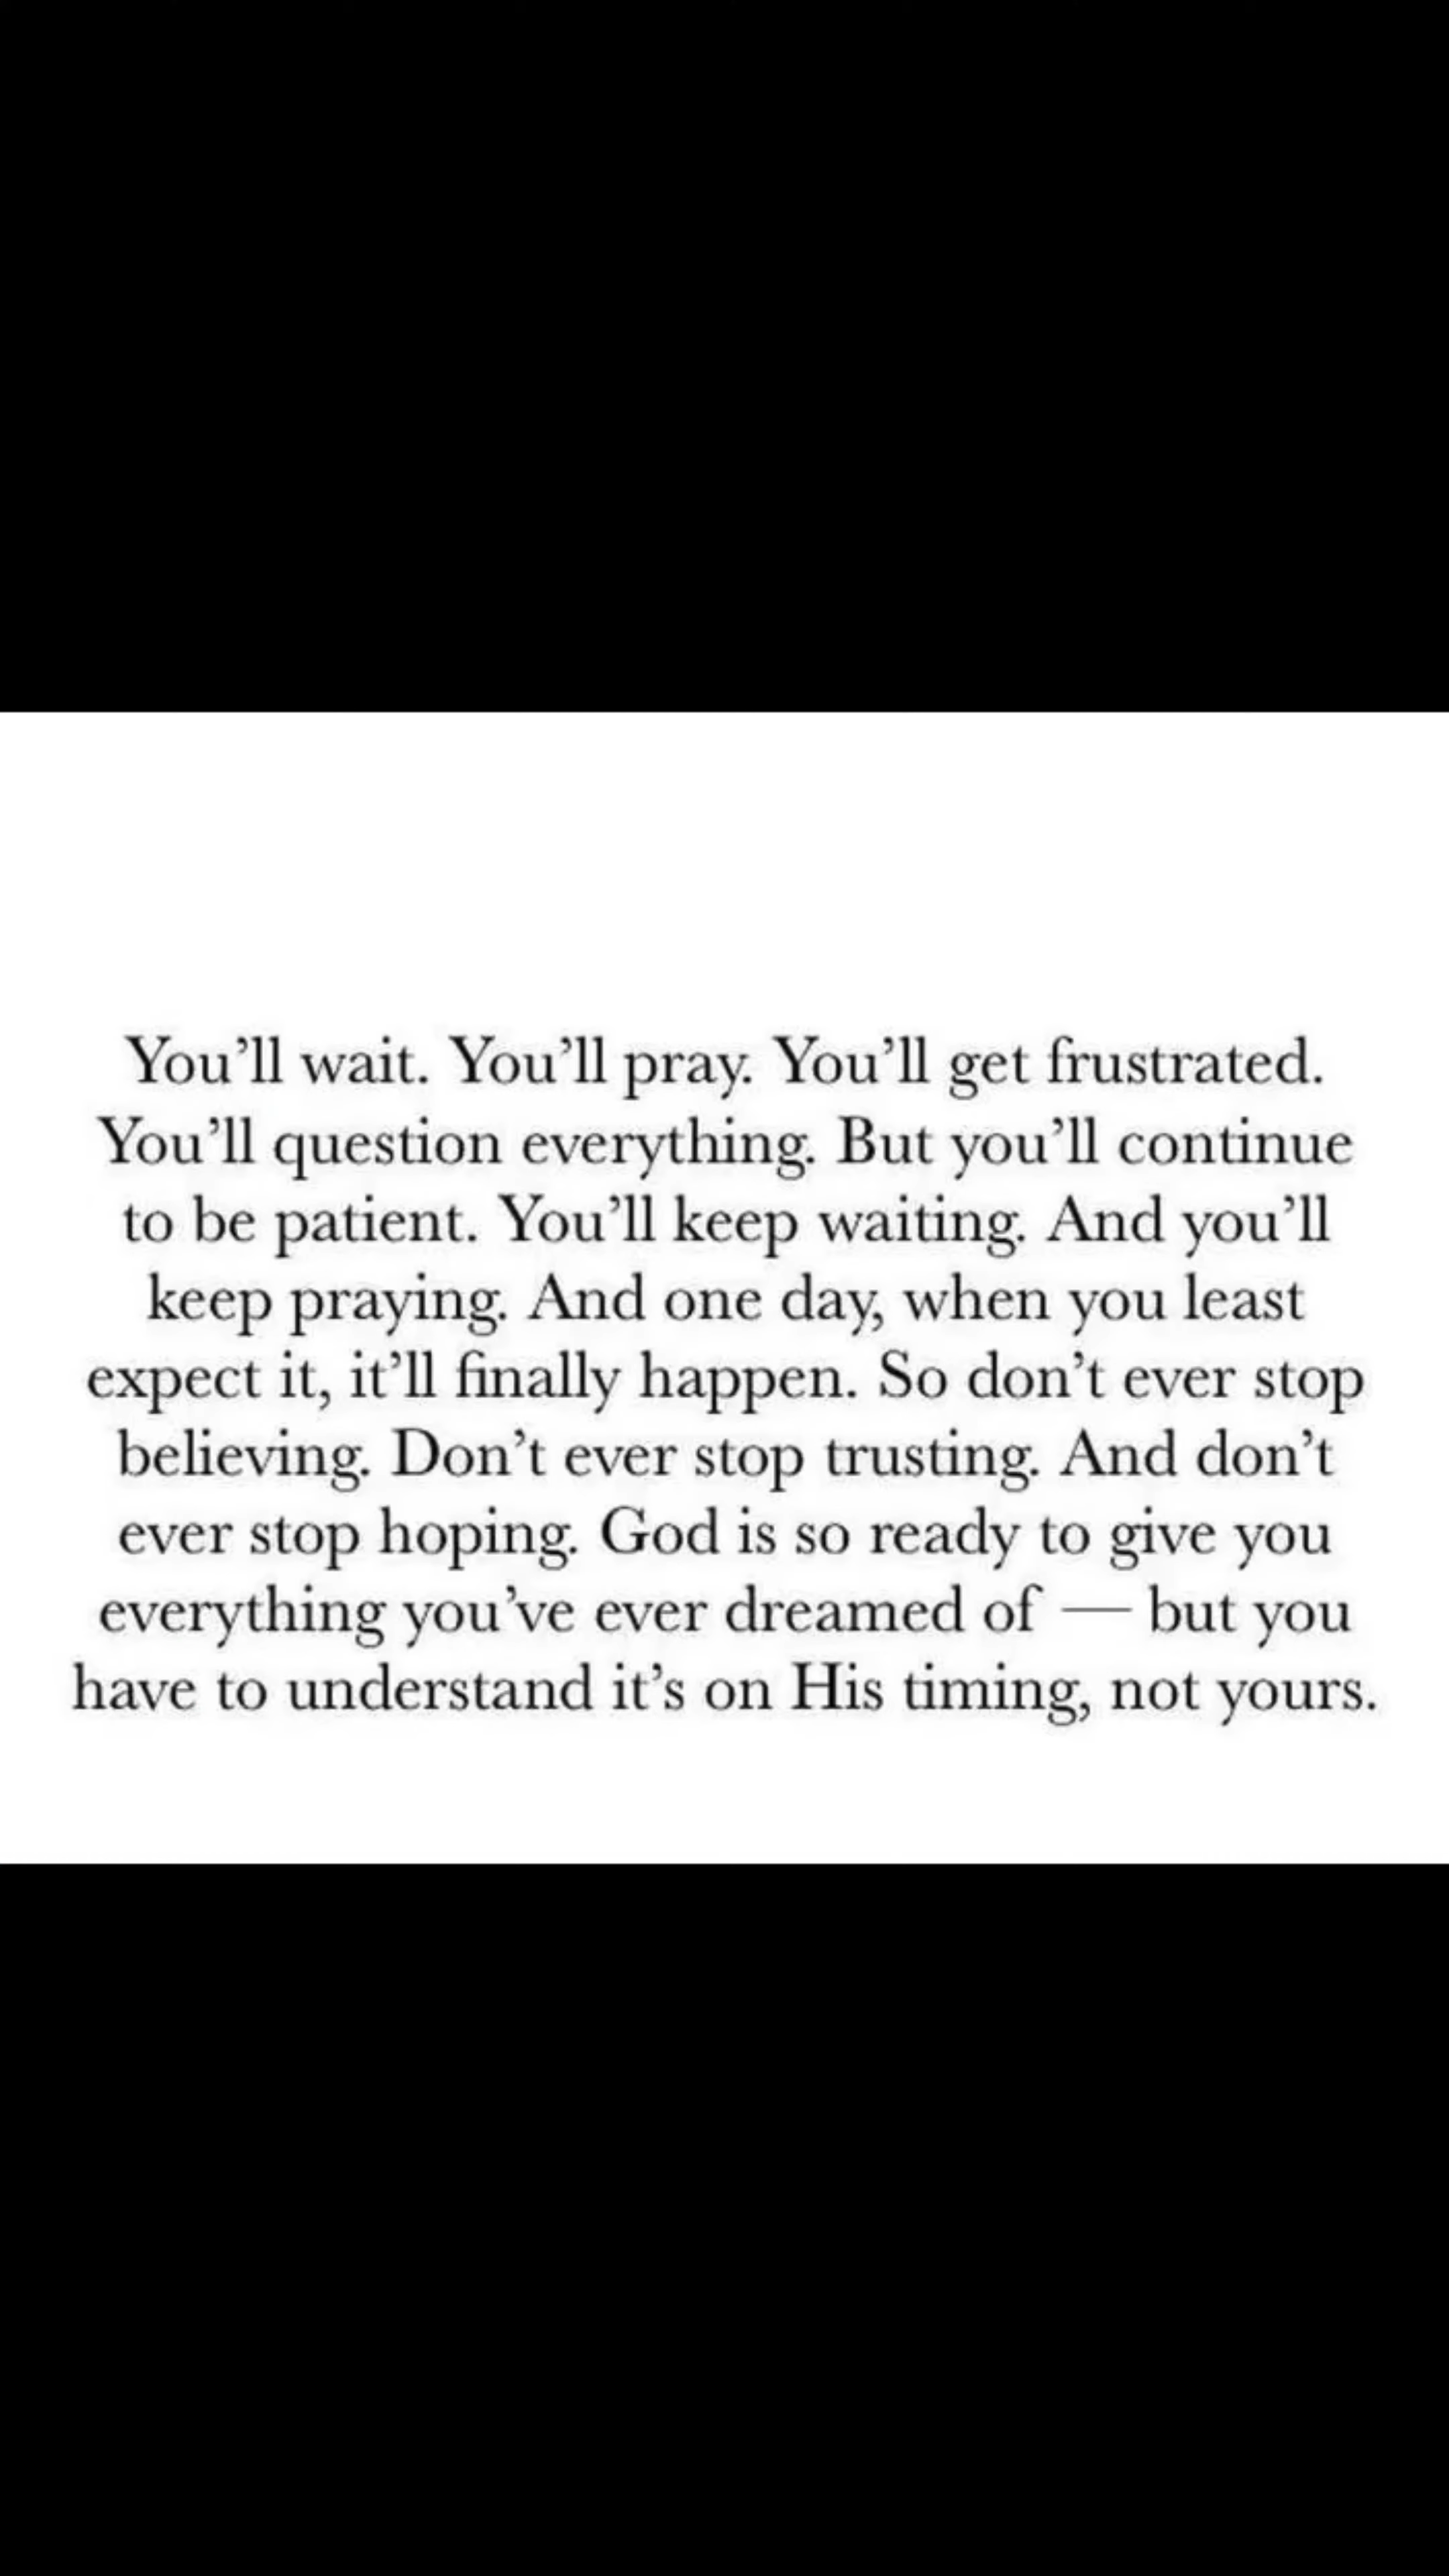 You’ll wait. You’ll pray. You’ll get frustrated.
You’ll question everything. But you’ll continue
to be patient. You’ll keep waiting. And you’ll
keep praying. And one day, when you least
expect it, it’ll finally happen. So don’t ever stop
believing. Don’t ever stop trusting. And don’t
ever stop hoping. God is so ready to give you
everything you’ve ever dreamed of — but you
have to understand it’s on His timing, not yours.